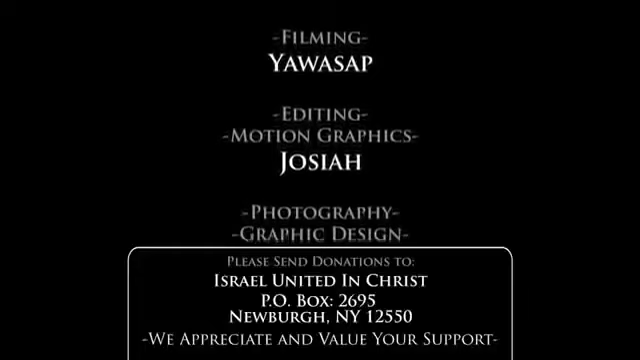 -Filming-
Yawasap
-Editing-
-Motion Graphics-
Josiah
-Photography-
-Graphic Design-
Please Send Donations to:
Israel United In Christ
P.O. Box: 2695
Newburgh, NY 12550
-We Appreciate and Value Your Support-